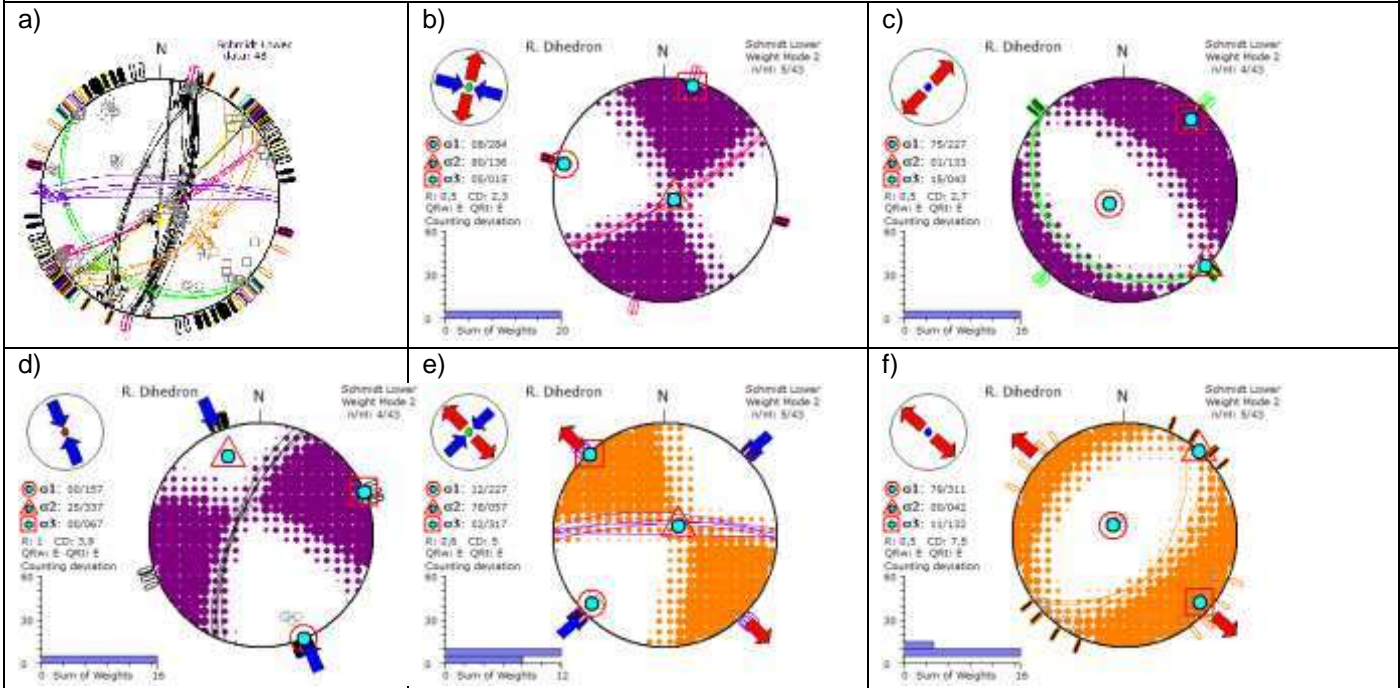 a)
N
Schmidt Lower
data: 48
b)
R. Dihedron
N
Schmidt Lower
Weight Mode 2
n/nt: 5/43
σ1: 08/284
σ2: 80/136
σ3: 05/015
R: 0,5 CD: 2,3
QRw: E QRt: E
Counting deviation
60
30
0
0 Sum of Weights 20
c)
R. Dihedron
N
Schmidt Lower
Weight Mode 2
n/nt: 4/43
σ1: 75/227
σ2: 01/133
σ3: 15/043
R: 0,5 CD: 2,7
QRw: E QRt: E
Counting deviation
60
30
0
0 Sum of Weights 16
d)
R. Dihedron
N
Schmidt Lower
Weight Mode 2
n/nt: 4/43
σ1: 00/157
σ2: 25/337
σ3: 00/067
R: 1 CD: 3,9
QRw: E QRt: E
Counting deviation
60
30
0
0 Sum of Weights 16
e)
R. Dihedron
N
Schmidt Lower
Weight Mode 2
n/nt: 5/43
σ1: 12/227
σ2: 78/057
σ3: 02/317
R: 0,6 CD: 5
QRw: E QRt: E
Counting deviation
60
30
0
0 Sum of Weights 12
f)
R. Dihedron
N
Schmidt Lower
Weight Mode 2
n/nt: 5/43
σ1: 79/311
σ2: 00/042
σ3: 11/132
R: 0,5 CD: 7,5
QRw: E QRt: E
Counting deviation
60
30
0
0 Sum of Weights 16